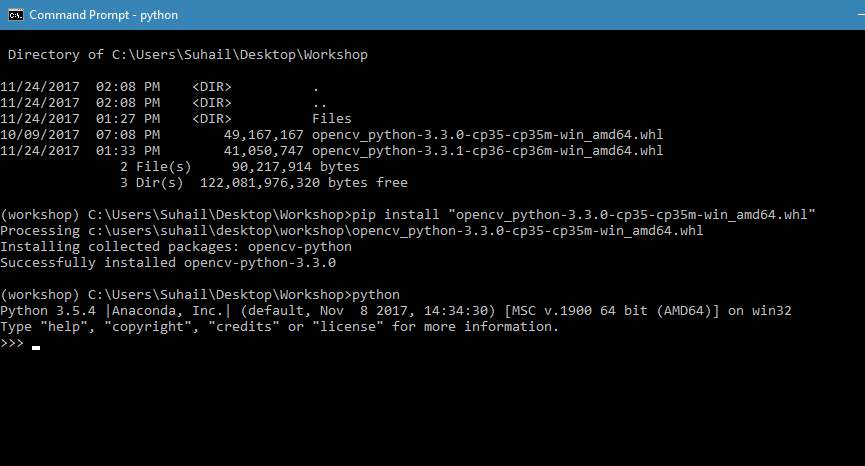 Command Prompt - python
Directory of C:\Users\Suhail\Desktop\Workshop
11/24/2017  02:08 PM    <DIR>          .
11/24/2017  02:08 PM    <DIR>          ..
11/24/2017  01:27 PM    <DIR>          Files
10/09/2017  07:08 PM        49,167,167 opencv_python-3.3.0-cp35-cp35m-win_amd64.whl
11/24/2017  01:33 PM        41,050,747 opencv_python-3.3.1-cp36-cp36m-win_amd64.whl
2 File(s)     90,217,914 bytes
3 Dir(s)  122,081,976,320 bytes free
(workshop) C:\Users\Suhail\Desktop\Workshop>pip install "opencv_python-3.3.0-cp35-cp35m-win_amd64.whl"
Processing c:\users\suhail\desktop\workshop\opencv_python-3.3.0-cp35-cp35m-win_amd64.whl
Installing collected packages: opencv-python
Successfully installed opencv-python-3.3.0
(workshop) C:\Users\Suhail\Desktop\Workshop>python
Python 3.5.4 |Anaconda, Inc.| (default, Nov  8 2017, 14:34:30) [MSC v.1900 64 bit (AMD64)] on win32
Type "help", "copyright", "credits" or "license" for more information.
>>> _